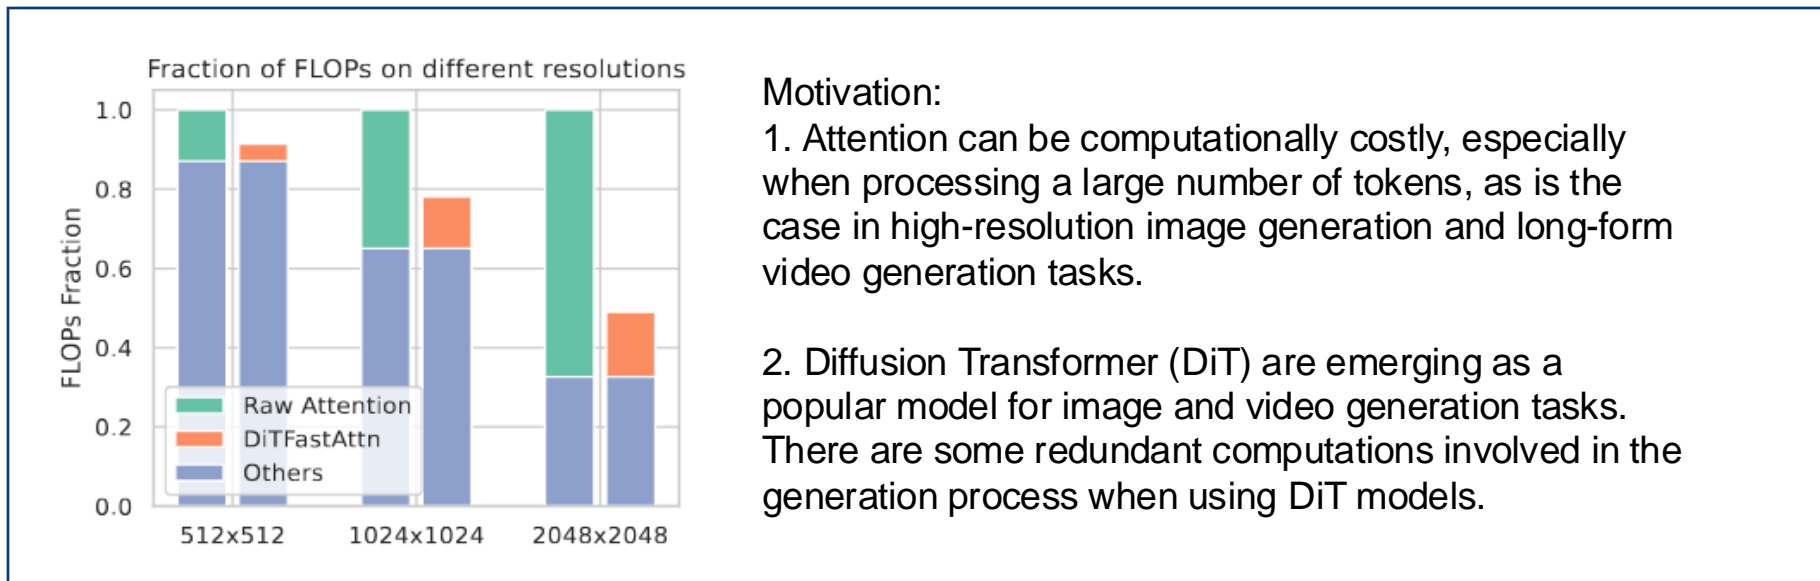 Fraction of FLOPs on different resolutions
1.0
0.8
0.6
0.4
0.2
0.0
FLOPs Fraction
Raw Attention
DiTFastAttn
Others
512x512
1024x1024
2048x2048
Motivation:
1. Attention can be computationally costly, especially
when processing a large number of tokens, as is the
case in high-resolution image generation and long-form
video generation tasks.
2. Diffusion Transformer (DiT) are emerging as a
popular model for image and video generation tasks.
There are some redundant computations involved in the
generation process when using DiT models.